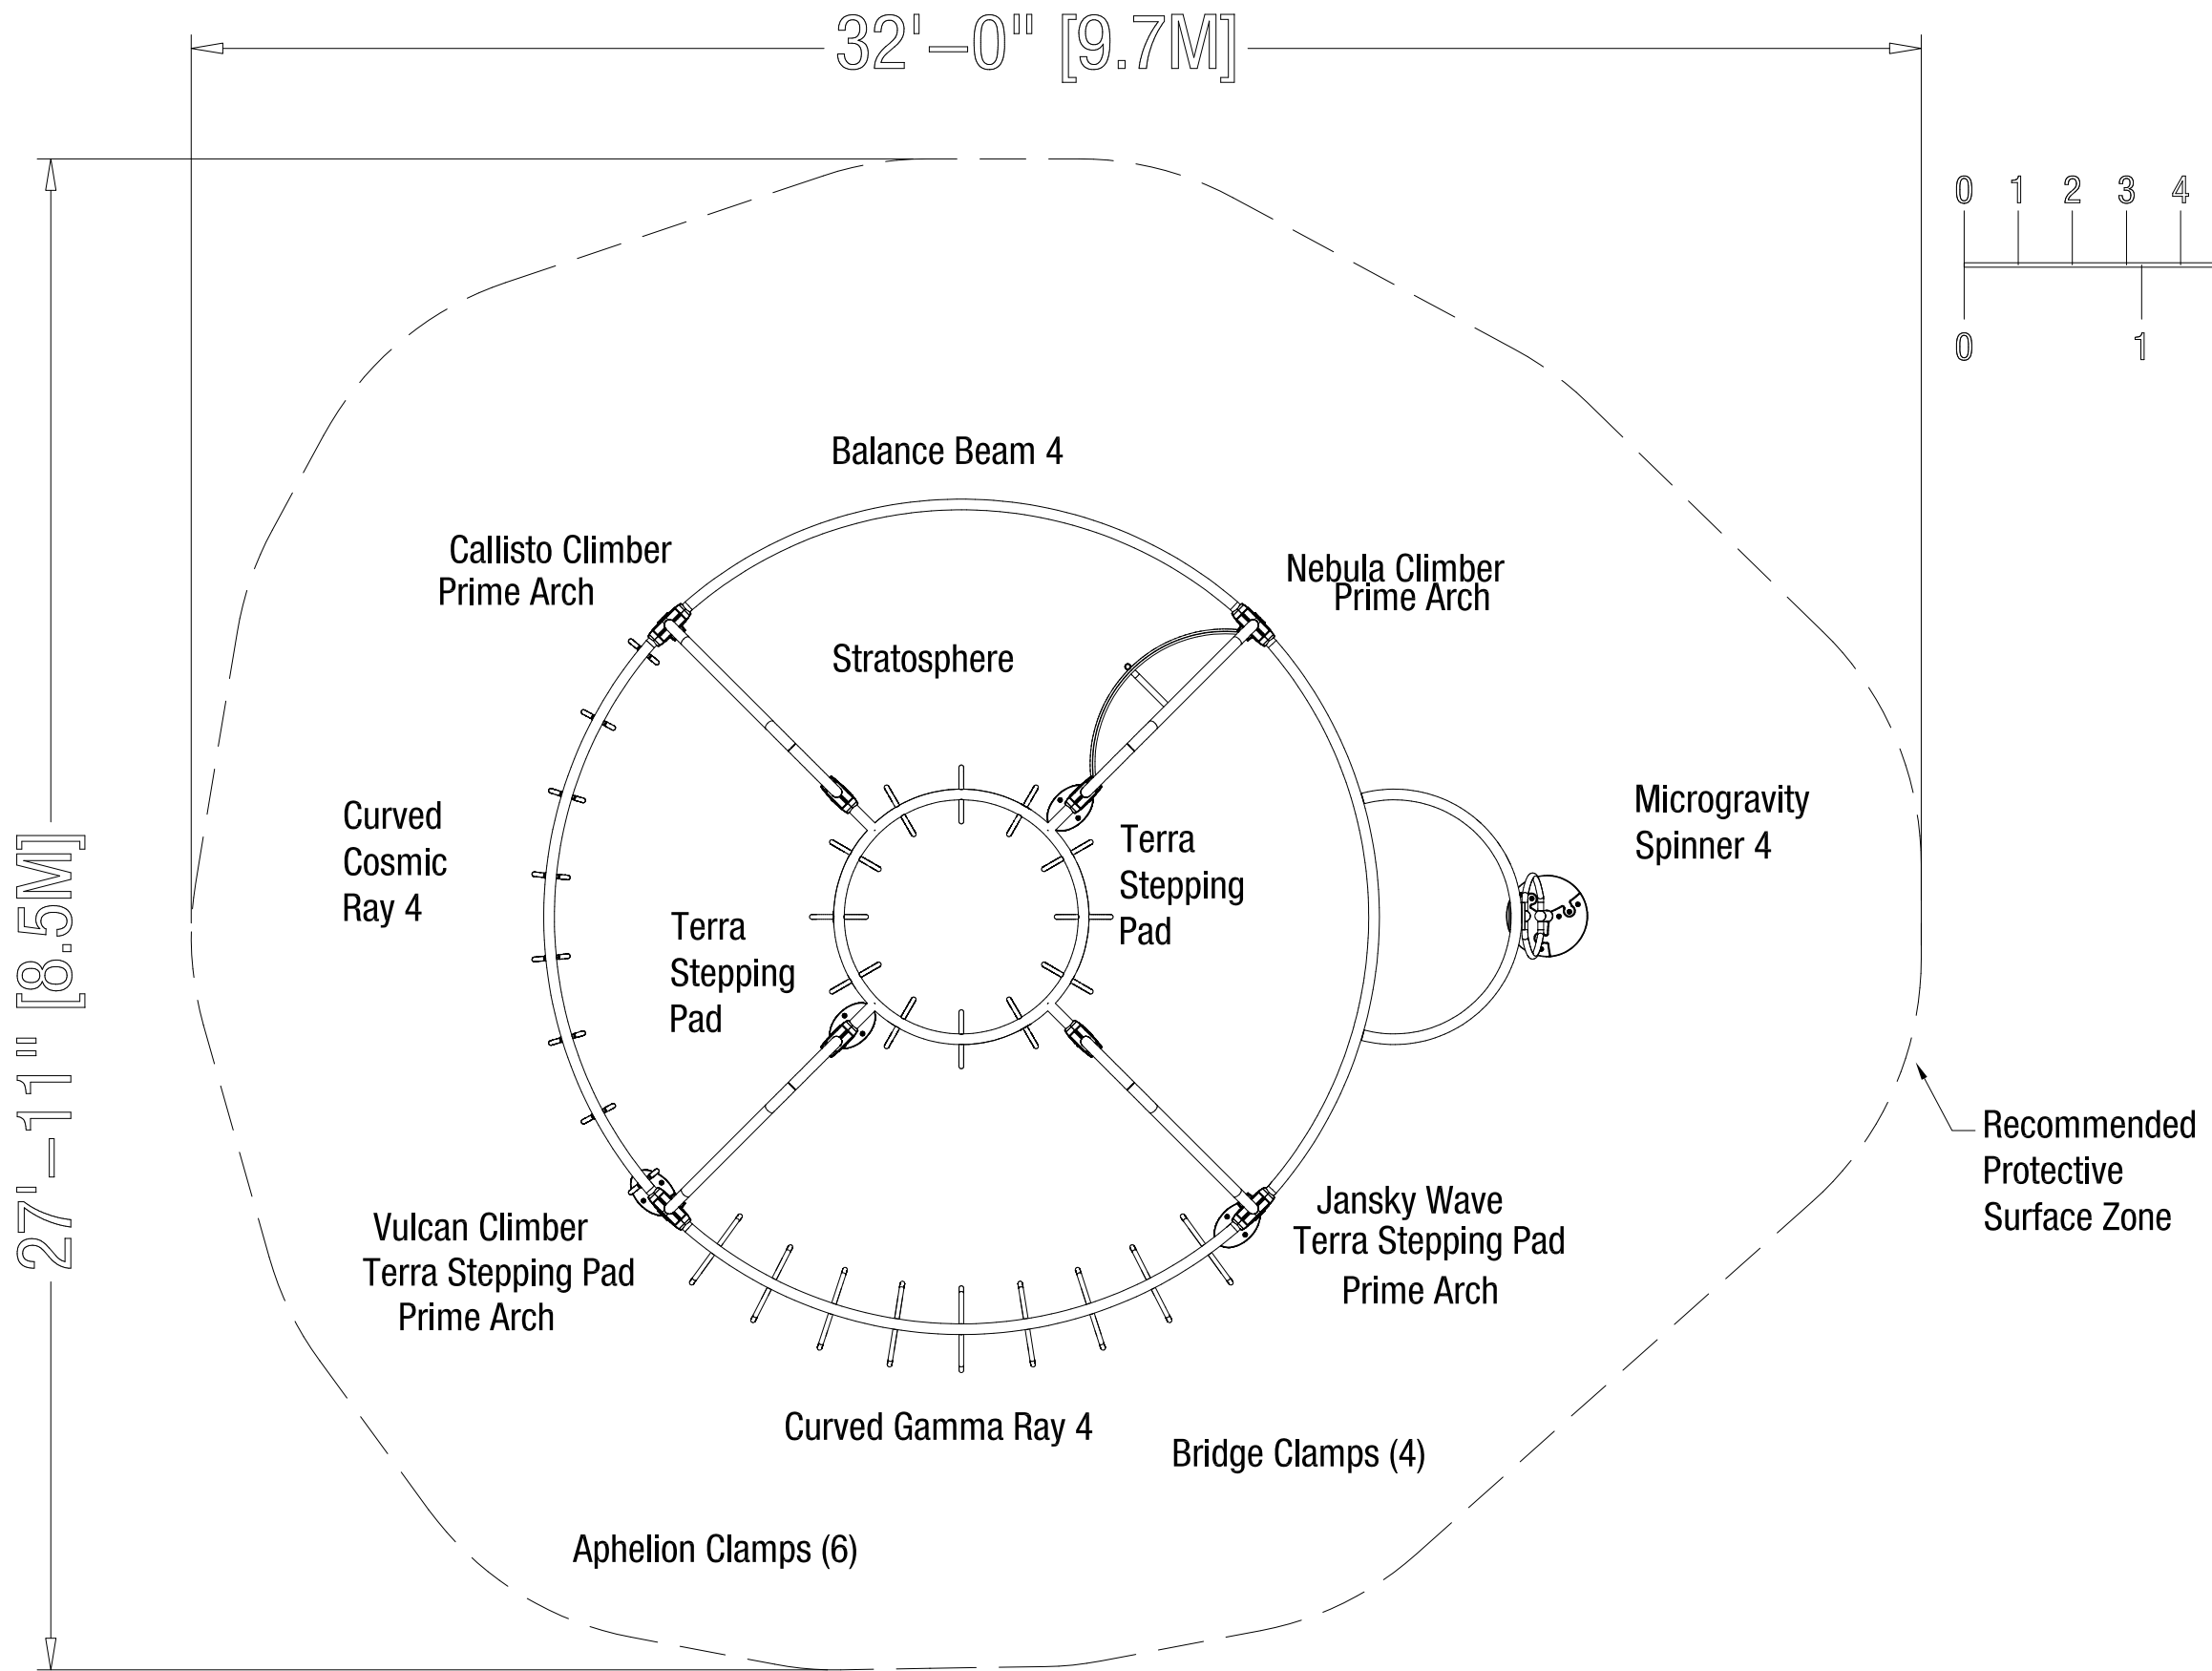 32'-0" [9.7M]
0 1 2 3 4
0 1
Balance Beam 4
Callisto Climber
Prime Arch
Nebula Climber
Prime Arch
Stratosphere
Curved
Cosmic
Ray 4
Microgravity
Spinner 4
Terra
Stepping
Pad
Terra
Stepping
Pad
27'-11" [8.5M]
Recommended
Protective
Surface Zone
Vulcan Climber
Terra Stepping Pad
Prime Arch
Jansky Wave
Terra Stepping Pad
Prime Arch
Curved Gamma Ray 4
Bridge Clamps (4)
Aphelion Clamps (6)